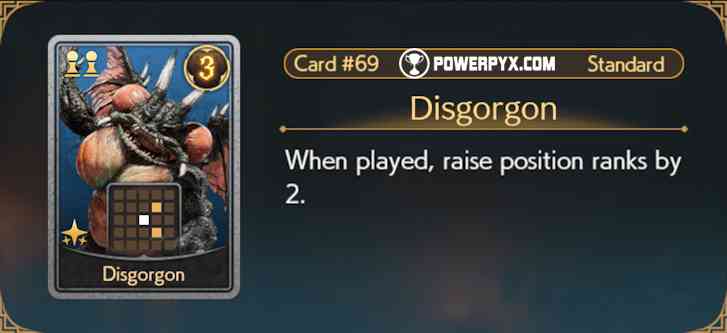 3
Disgorgon
Card #69 POWERPYX.COM Standard
Disgorgon
When played, raise position ranks by
2.